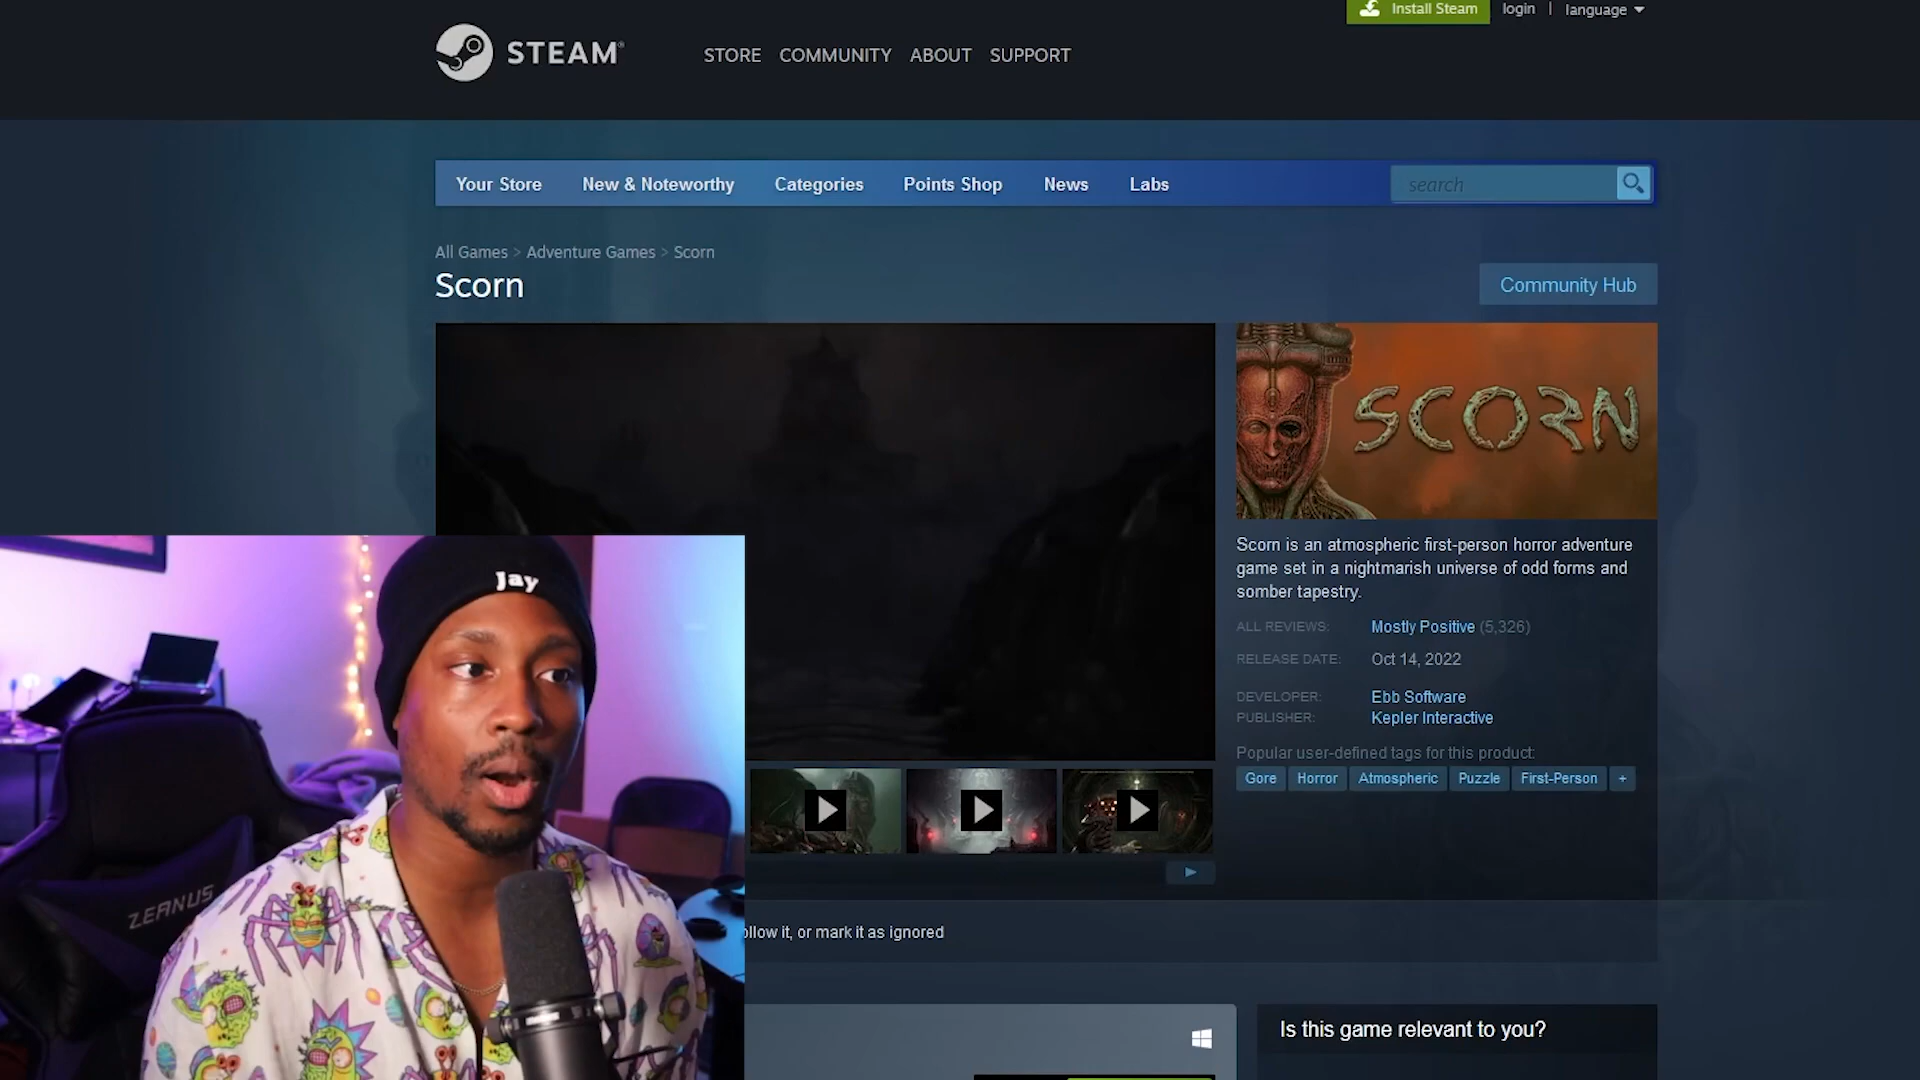 Install Steam
login
language
STEAM
STORE
COMMUNITY
ABOUT
SUPPORT
Your Store
New & Noteworthy
Categories
Points Shop
News
Labs
search
All Games > Adventure Games > Scorn
Scorn
Community Hub
SCORN
Scorn is an atmospheric first-person horror adventure
game set in a nightmarish universe of odd forms and
somber tapestry.
ALL REVIEWS: Mostly Positive (5,326)
RELEASE DATE: Oct 14, 2022
DEVELOPER: Ebb Software
PUBLISHER: Kepler Interactive
Popular user-defined tags for this product:
Gore
Horror
Atmospheric
Puzzle
First-Person
+
Jay
ZEANUS
ollow it, or mark it as ignored
Is this game relevant to you?